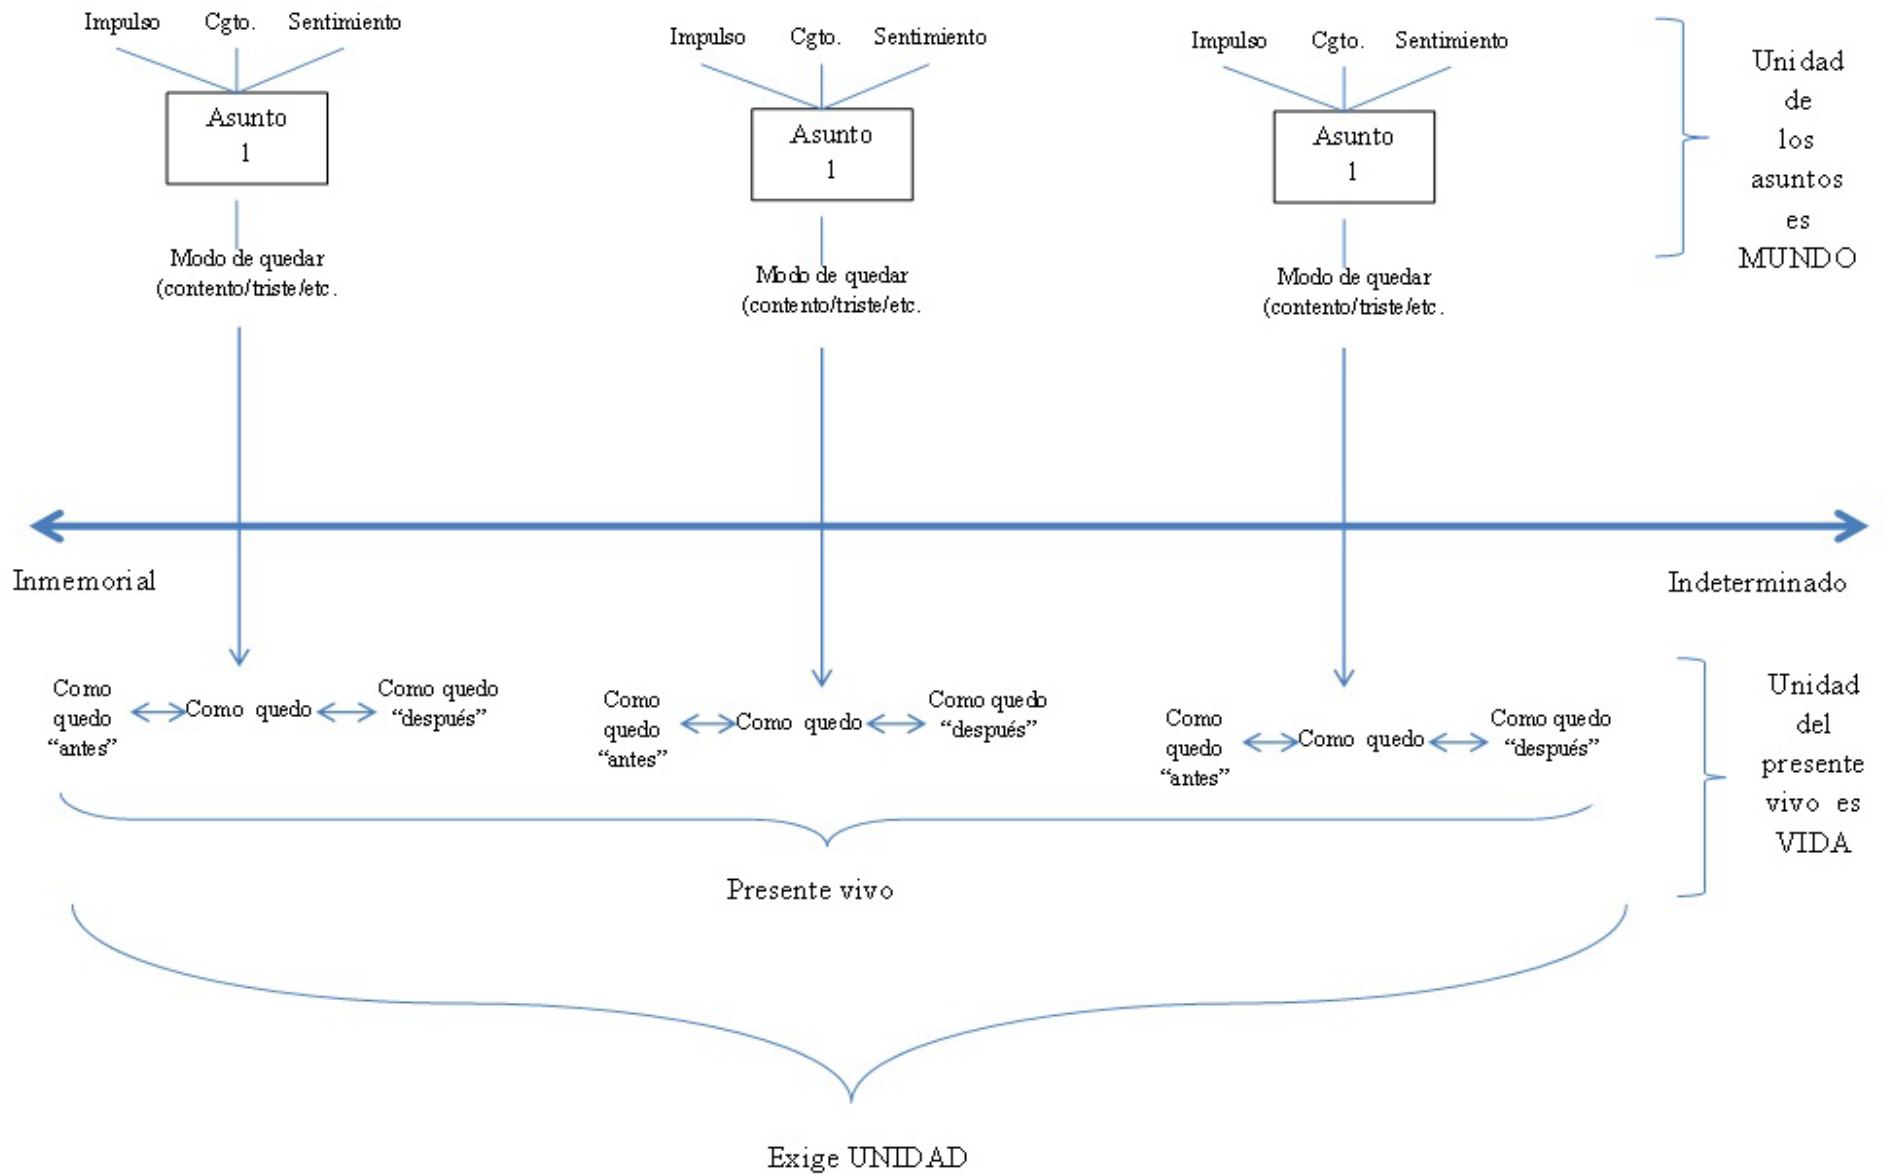 Impulso Cgto. Sentimiento
Asunto
1
Modo de quedar
(contento/triste/etc.
Impulso Cgto. Sentimiento
Asunto
1
Modo de quedar
(contento/triste/etc.
Impulso Cgto. Sentimiento
Asunto
1
Modo de quedar
(contento/triste/etc.
Unidad
de
los
asuntos
es
MUNDO
Inmemorial
Indeterminado
Como
quedo
“antes”
Como quedo
Como quedo
“después”
Como
quedo
“antes”
Como quedo
Como quedo
“después”
Como
quedo
“antes”
Como quedo
Como quedo
“después”
Unidad
del
presente
vivo es
VIDA
Presente vivo
Exige UNIDAD